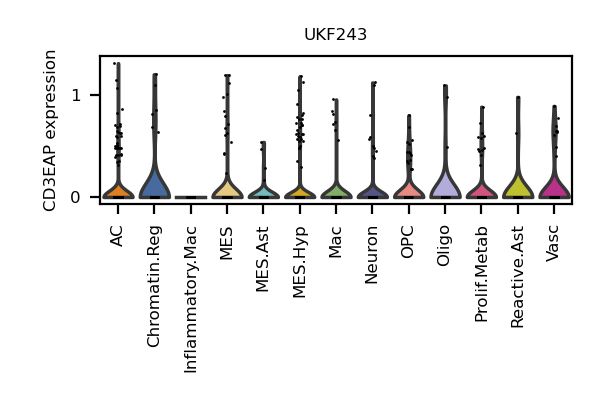 UKF243
CD3EAP expression
1
0
AC
Chromatin.Reg
Inflammatory.Mac
MES
MES.Ast
MES.Hyp
Mac
Neuron
OPC
Oligo
Prolif.Metab
Reactive.Ast
Vasc